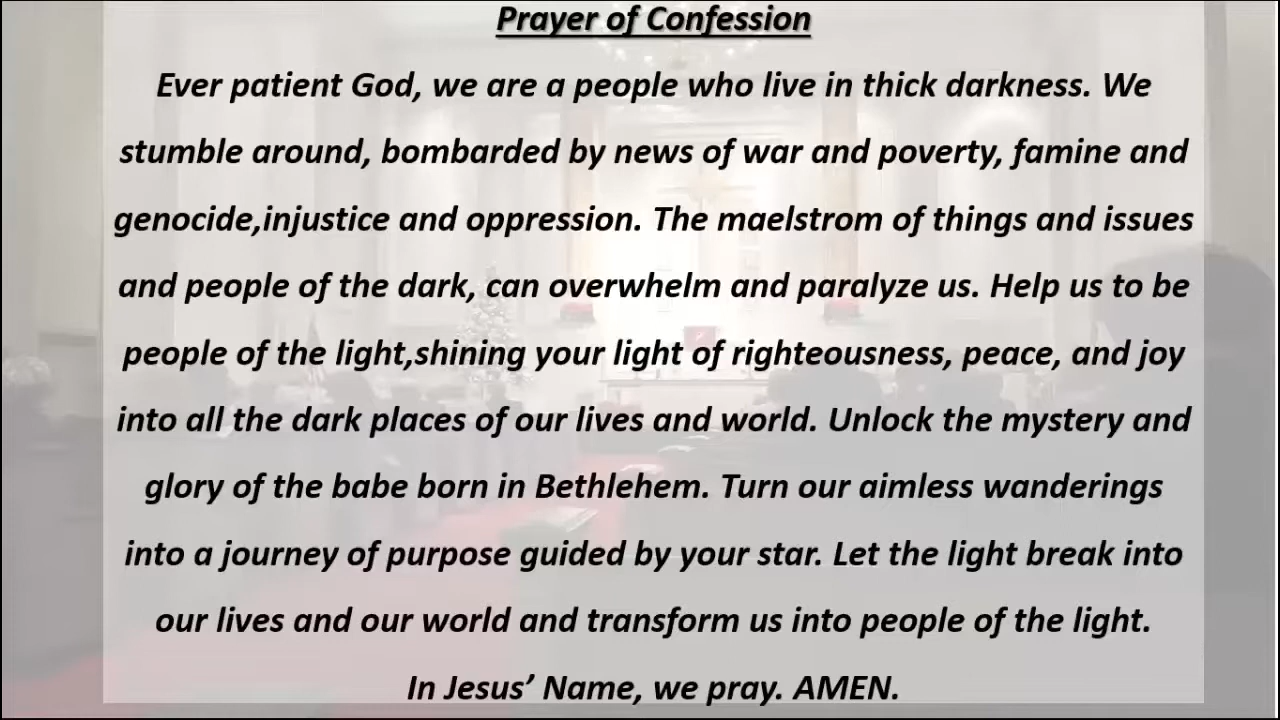 Prayer of Confession
Ever patient God, we are a people who live in thick darkness. We
stumble around, bombarded by news of war and poverty, famine and
genocide,injustice and oppression. The maelstrom of things and issues
and people of the dark, can overwhelm and paralyze us. Help us to be
people of the light,shining your light of righteousness, peace, and joy
into all the dark places of our lives and world. Unlock the mystery and
glory of the babe born in Bethlehem. Turn our aimless wanderings
into a journey of purpose guided by your star. Let the light break into
our lives and our world and transform us into people of the light.
In Jesus’ Name, we pray. AMEN.